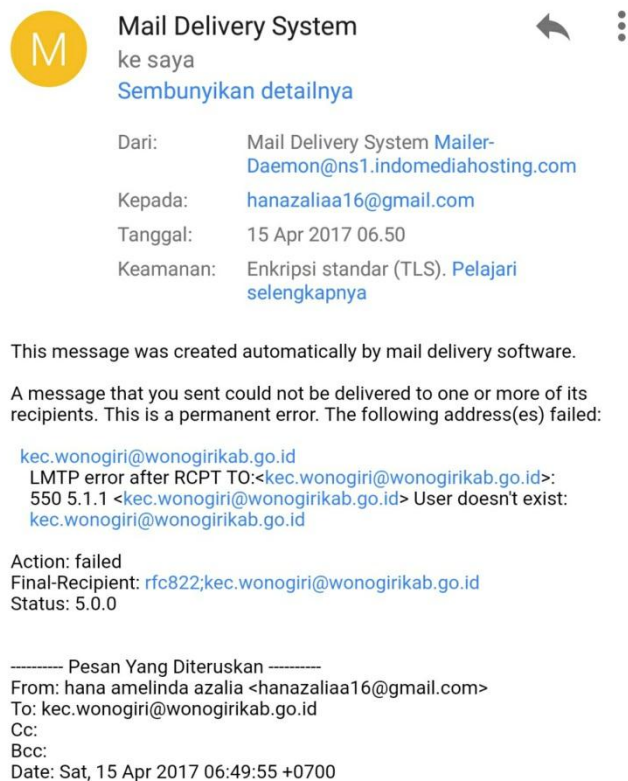 M
Mail Delivery System
ke saya
Sembunyikan detailnya
Dari: Mail Delivery System Mailer-
Daemon@ns1.indomediahosting.com
Kepada: hanazaliaa16@gmail.com
Tanggal: 15 Apr 2017 06.50
Keamanan: Enkripsi standar (TLS). Pelajari
selengkapnya
This message was created automatically by mail delivery software.
A message that you sent could not be delivered to one or more of its
recipients. This is a permanent error. The following address(es) failed:
kec.wonogiri@wonogirikab.go.id
LMTP error after RCPT TO:<kec.wonogiri@wonogirikab.go.id>:
550 5.1.1 <kec.wonogiri@wonogirikab.go.id> User doesn't exist:
kec.wonogiri@wonogirikab.go.id
Action: failed
Final-Recipient: rfc822;kec.wonogiri@wonogirikab.go.id
Status: 5.0.0
---------- Pesan Yang Diteruskan ----------
From: hana amelinda azalia <hanazaliaa16@gmail.com>
To: kec.wonogiri@wonogirikab.go.id
Cc:
Bcc:
Date: Sat, 15 Apr 2017 06:49:55 +0700